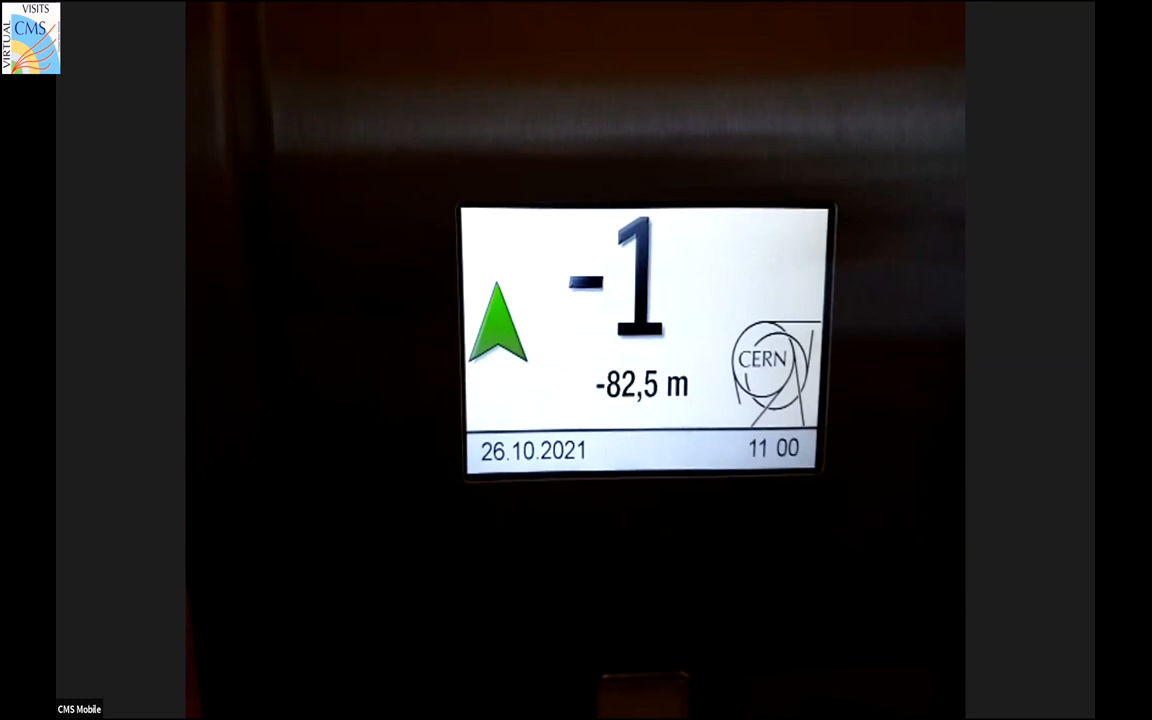 VISITS
VIRTUAL
CMS
-1
-82,5 m
CERN
26.10.2021
11 00
CMS Mobile